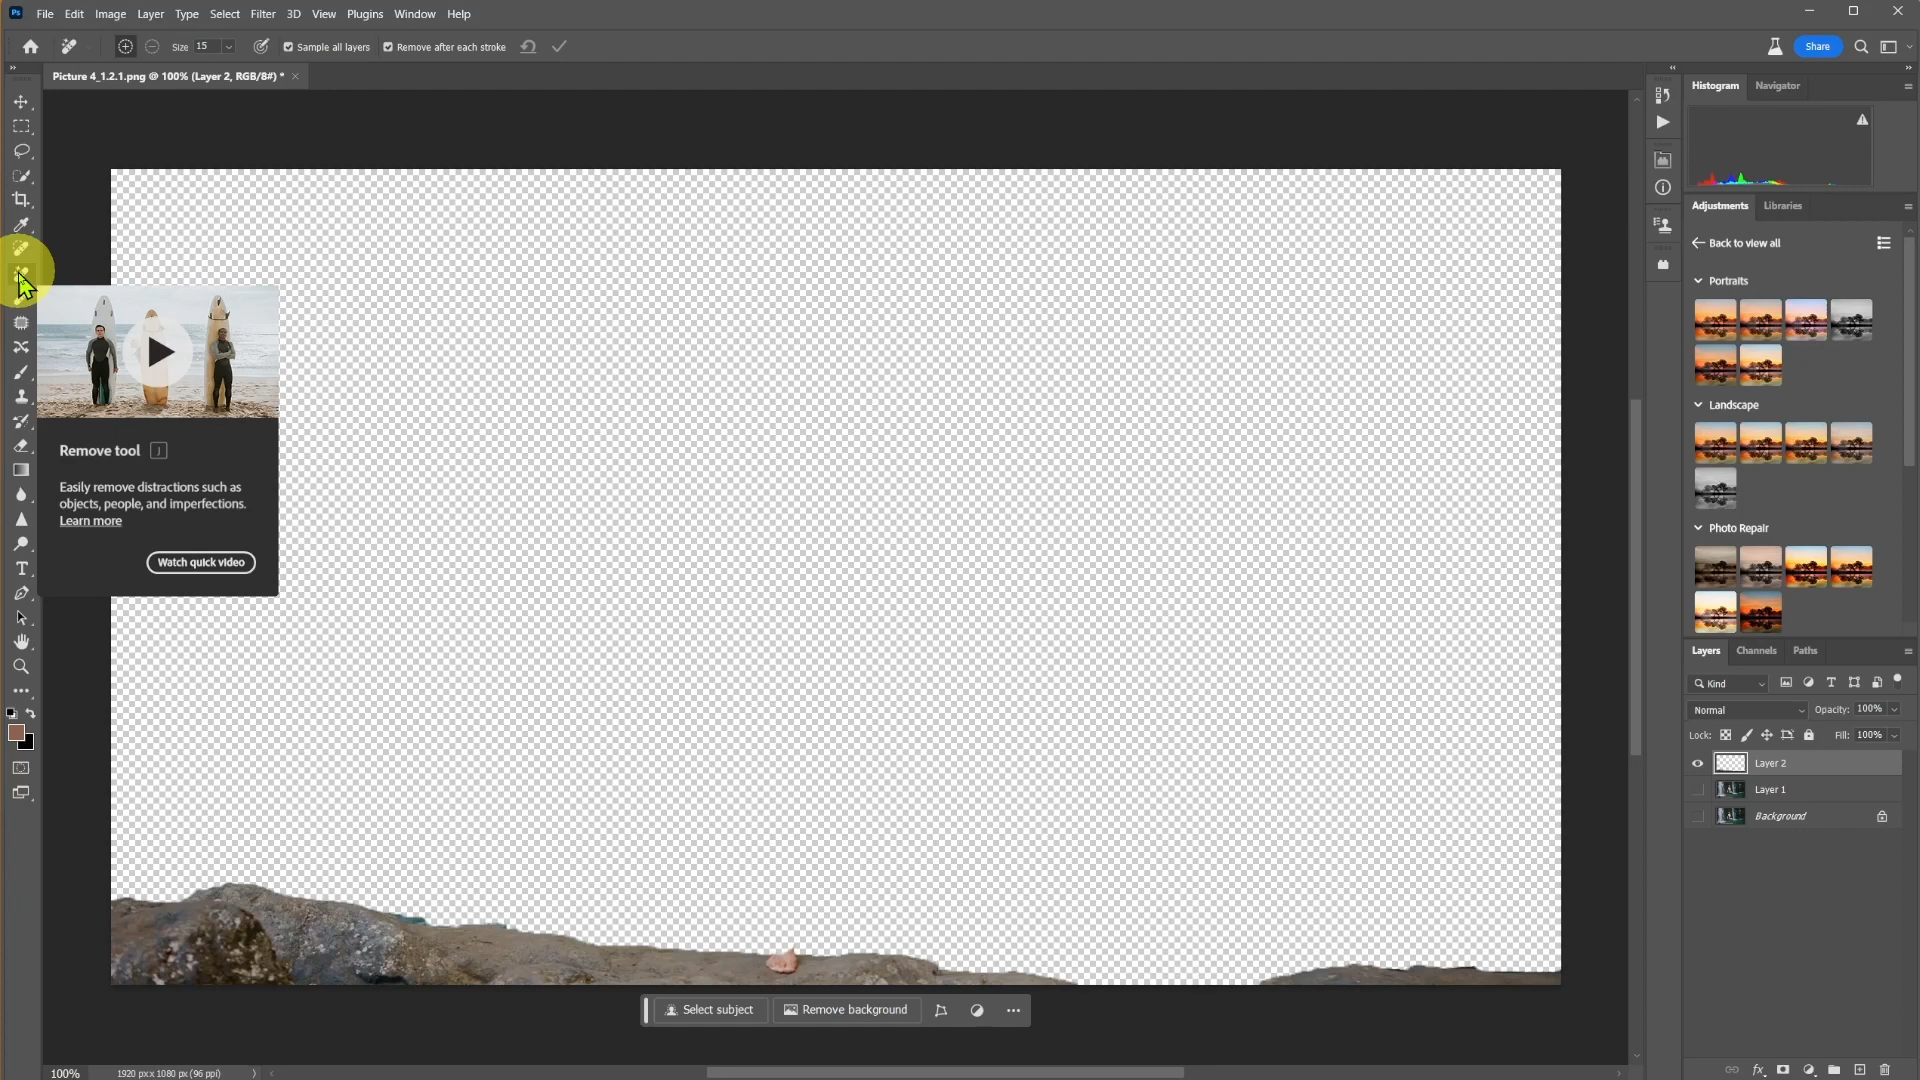 Ps File Edit Image Layer Type Select Filter 3D View Plugins Window Help
Size 15 Sample all layers Remove after each stroke Share
Picture 4_1.2.1.png @ 100% (Layer 2, RGB/8#) * ×
Histogram Navigator
Adjustments Libraries
Back to view all
Portraits
Landscape
Photo Repair
Remove tool J
Easily remove distractions such as
objects, people, and imperfections.
Learn more
Watch quick video
Layers Channels Paths
Kind
Normal Opacity: 100%
Lock: Fill: 100%
Layer 2
Layer 1
Background
Select subject Remove background
100% 1920 px x 1080 px (96 ppi)